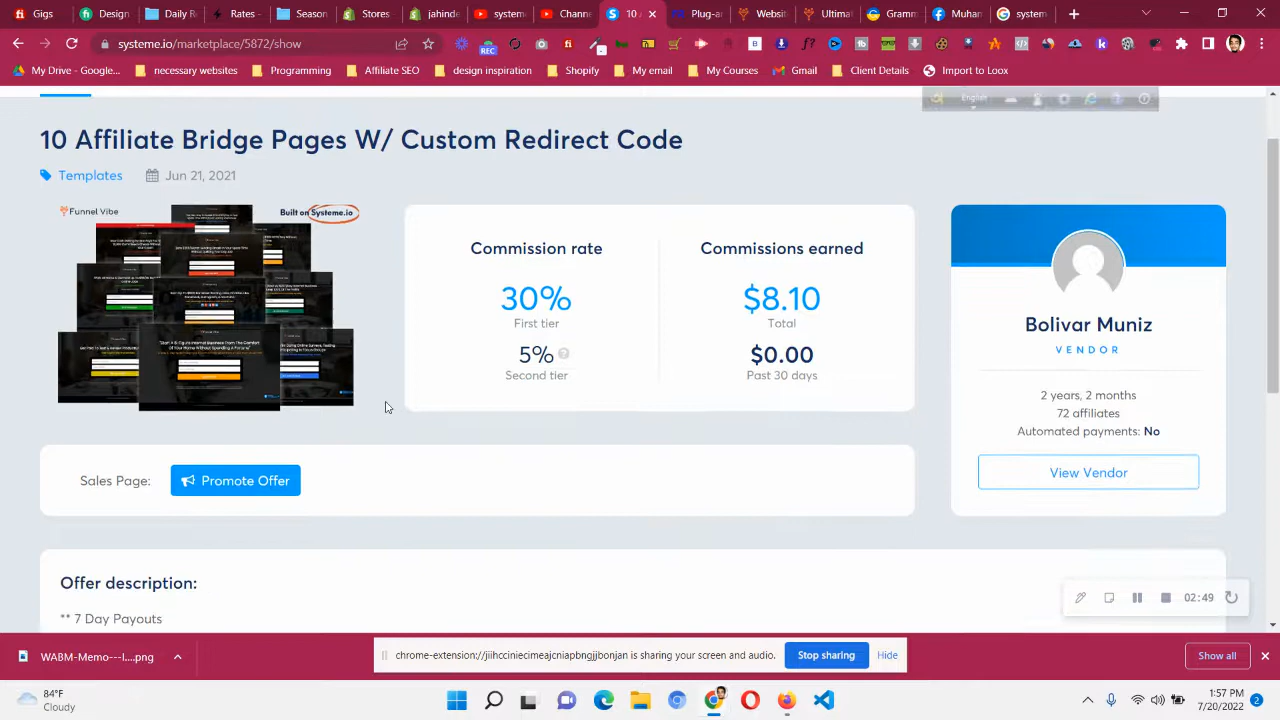 Gigs
Design
Daily R
Rates -
Season
Stores
jahinde
system
Channe
10 A
Plug-ar
Websit
Ultima
Gramm
Muhan
system
systeme.io/marketplace/5872/show
REC
My Drive - Google...
necessary websites
Programming
Affiliate SEO
design inspiration
Shopify
My email
My Courses
Gmail
Client Details
Import to Loox
English
10 Affiliate Bridge Pages W/ Custom Redirect Code
Templates
Jun 21, 2021
Funnel Vibe
Built on Systeme.io
Commission rate
Commissions earned
30%
First tier
$8.10
Total
5%
Second tier
$0.00
Past 30 days
Bolivar Muniz
VENDOR
2 years, 2 months
72 affiliates
Automated payments: No
View Vendor
Sales Page:
Promote Offer
Offer description:
** 7 Day Payouts
02:49
WABM-Memo---I....png
chrome-extension://jiihcciniecimeajcniapbngjjbonjan is sharing your screen and audio.
Stop sharing
Hide
Show all
84°F
Cloudy
1:57 PM
7/20/2022
2